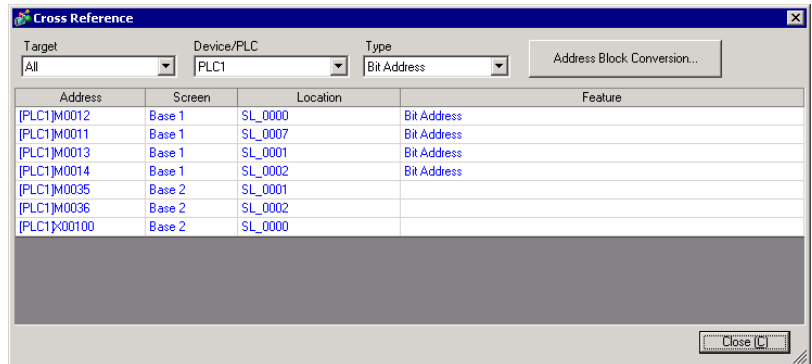 Cross Reference
Target Device/PLC Type
All PLC1 Bit Address Address Block Conversion...
Address Screen Location Feature
[PLC1]M0012 Base 1 SL_0000 Bit Address
[PLC1]M0011 Base 1 SL_0007 Bit Address
[PLC1]M0013 Base 1 SL_0001 Bit Address
[PLC1]M0014 Base 1 SL_0002 Bit Address
[PLC1]M0035 Base 2 SL_0001
[PLC1]M0036 Base 2 SL_0002
[PLC1]X00100 Base 2 SL_0000
Close (C)